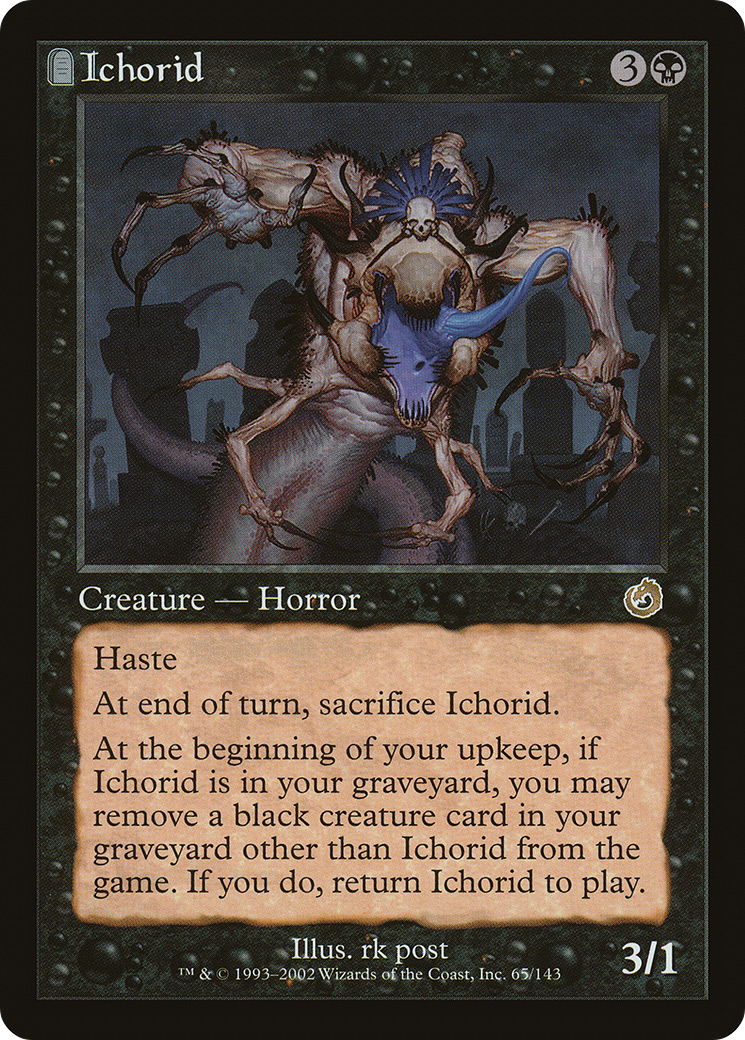 Ichorid 3
Creature — Horror
Haste
At end of turn, sacrifice Ichorid.
At the beginning of your upkeep, if
Ichorid is in your graveyard, you may
remove a black creature card in your
graveyard other than Ichorid from the
game. If you do, return Ichorid to play.
Illus. rk post
™ & © 1993–2002 Wizards of the Coast, Inc. 65/143
3/1